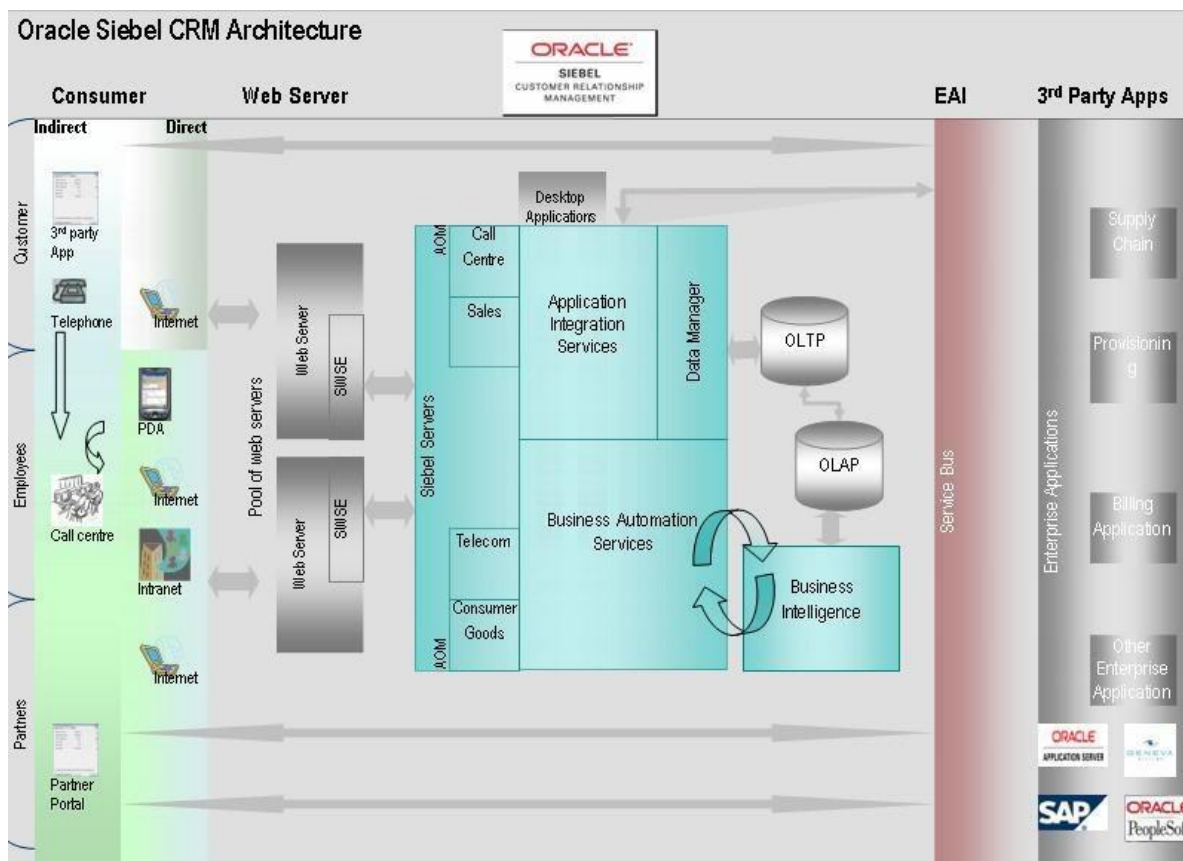 Oracle Siebel CRM Architecture
ORACLE
SIEBEL
CUSTOMER RELATIONSHIP
MANAGEMENT
Consumer
Web Server
EAI
3rd Party Apps
Indirect
Direct
Customer
3rd party
App
Telephone
Internet
Employees
PDA
Internet
Call centre
Intranet
Partners
Internet
Partner
Portal
Pool of web servers
Web Server
SWSE
Web Server
SWSE
Desktop
Applications
Siebel Servers
AOM
Call
Centre
Sales
Telecom
Consumer
Goods
AOM
Application
Integration
Services
Data Manager
Business Automation
Services
OLTP
OLAP
Business
Intelligence
Service Bus
Enterprise Applications
Supply
Chain
Provisionin
g
Billing
Application
Other
Enterprise
Application
ORACLE
APPLICATION SERVER
GENEVA
SAP
ORACLE
PeopleSof